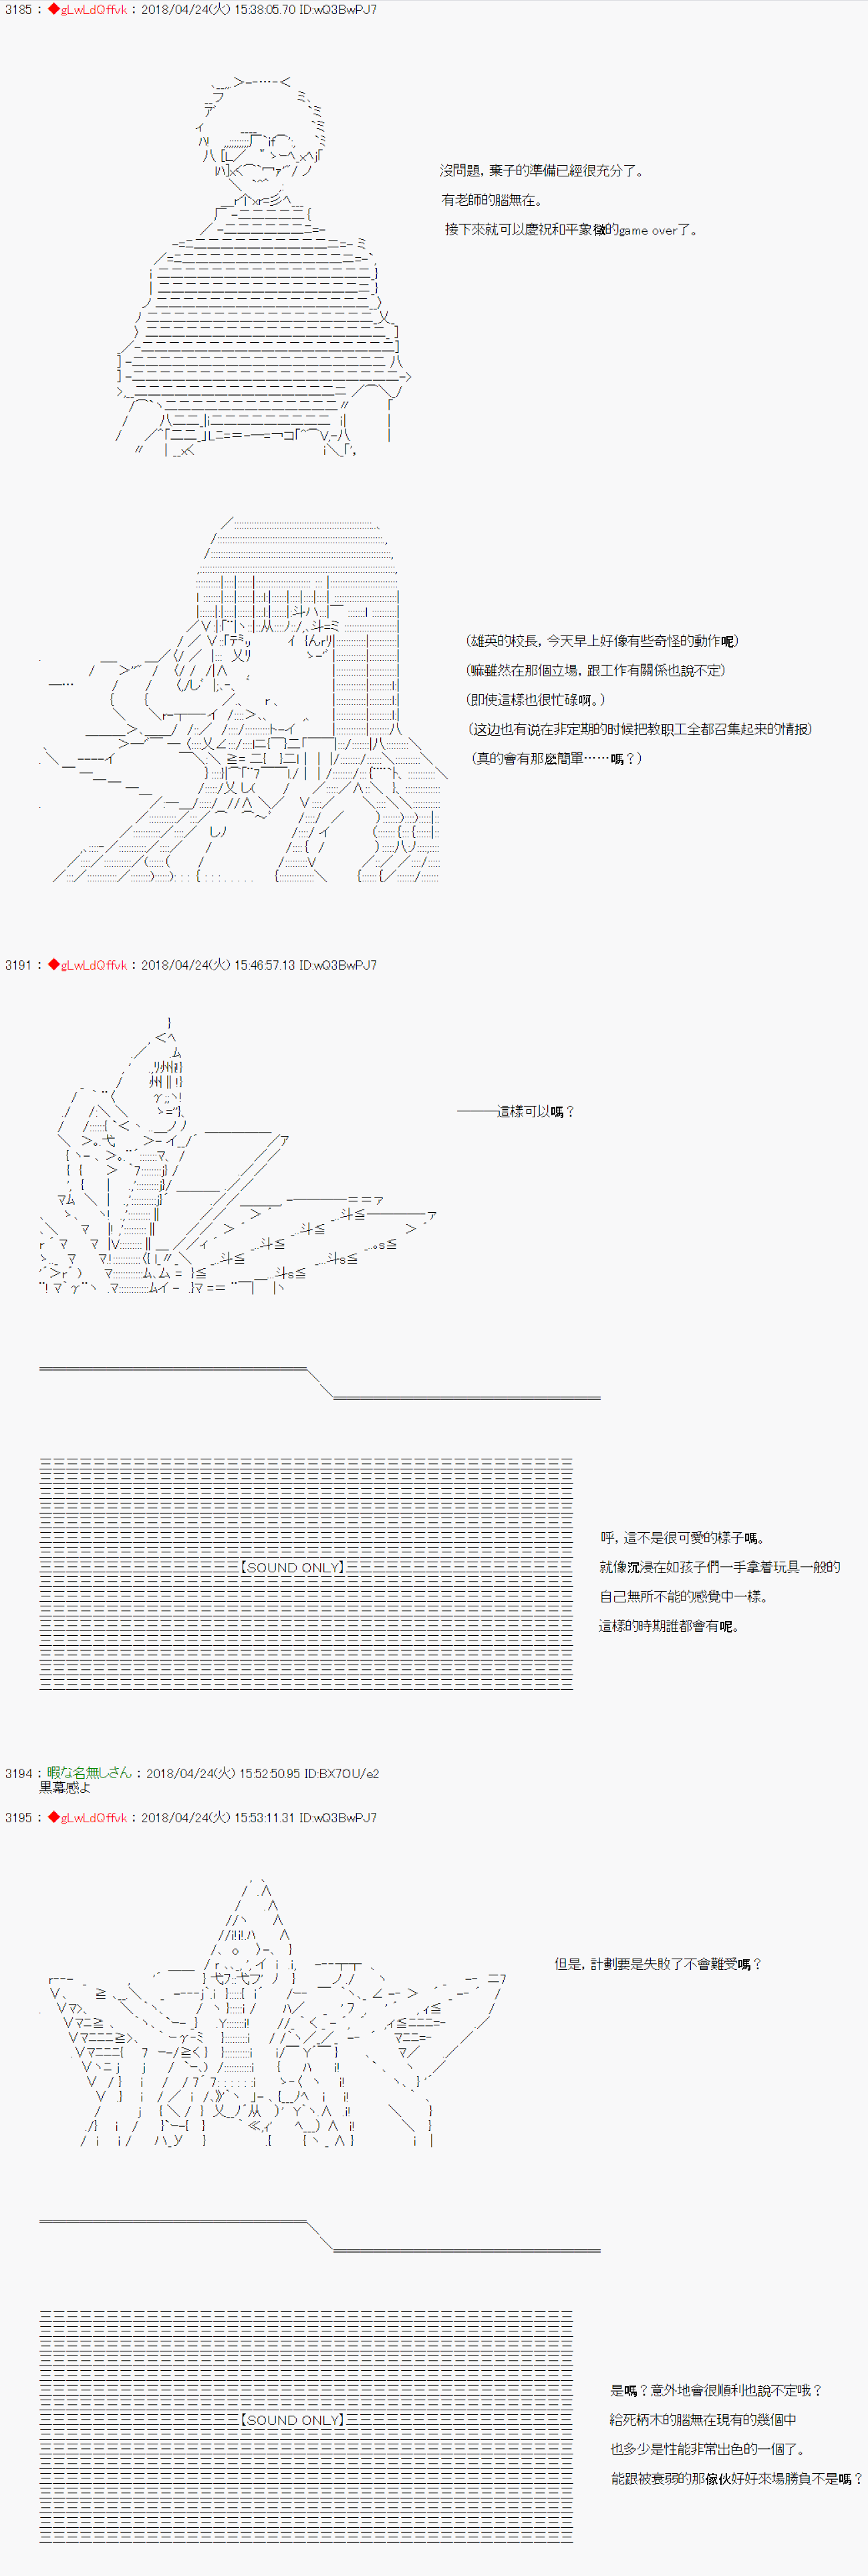 3185 : ◆gLwLdQffvk : 2018/04/24(火) 15:38:05.70 ID:wQ3BwPJ7
沒問題，棄子的準備已經很充分了。
有老師的腦無在。
接下來就可以慶祝和平象徵的game over了。
（雄英的校長，今天早上好像有些奇怪的動作呢）
（嘛雖然在那個立場，跟工作有關係也說不定）
（即使這樣也很忙碌啊。）
（这边也有说在非定期的时候把教职工全都召集起来的情报）
（真的會有那麽簡單……嗎？）
3191 : ◆gLwLdQffvk : 2018/04/24(火) 15:46:57.13 ID:wQ3BwPJ7
―――這樣可以嗎？
【SOUND ONLY】
呼，這不是很可愛的樣子嗎。
就像沉浸在如孩子們一手拿着玩具一般的
自己無所不能的感覺中一樣。
這樣的時期誰都會有呢。
3194 : 暇な名無しさん : 2018/04/24(火) 15:52:50.95 ID:BX7OU/e2
黒幕感よ
3195 : ◆gLwLdQffvk : 2018/04/24(火) 15:53:11.31 ID:wQ3BwPJ7
但是，計劃要是失敗了不會難受嗎？
【SOUND ONLY】
是嗎？意外地會很順利也說不定哦？
給死柄木的腦無在現有的幾個中
也多少是性能非常出色的一個了。
能跟被衰弱的那傢伙好好來場勝負不是嗎？